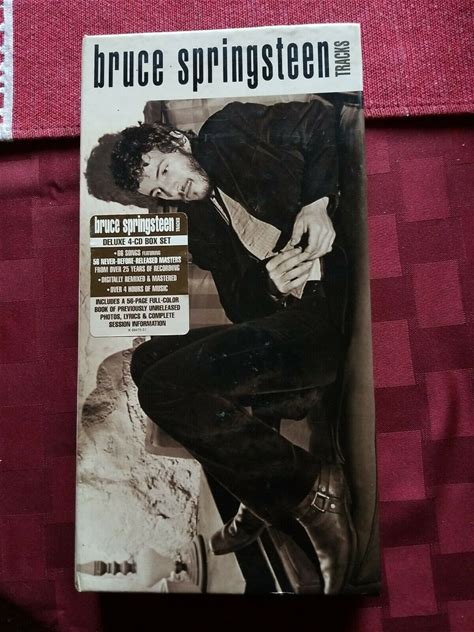 bruce springsteen
TRACKS
bruce springsteen TRACKS
DELUXE 4-CD BOX SET
• 66 SONGS FEATURING
56 NEVER-BEFORE-RELEASED MASTERS
FROM OVER 25 YEARS OF RECORDING
• DIGITALLY REMIXED & MASTERED
• OVER 4 HOURS OF MUSIC
INCLUDES A 56-PAGE FULL-COLOR
BOOK OF PREVIOUSLY UNRELEASED
PHOTOS, LYRICS & COMPLETE
SESSION INFORMATION